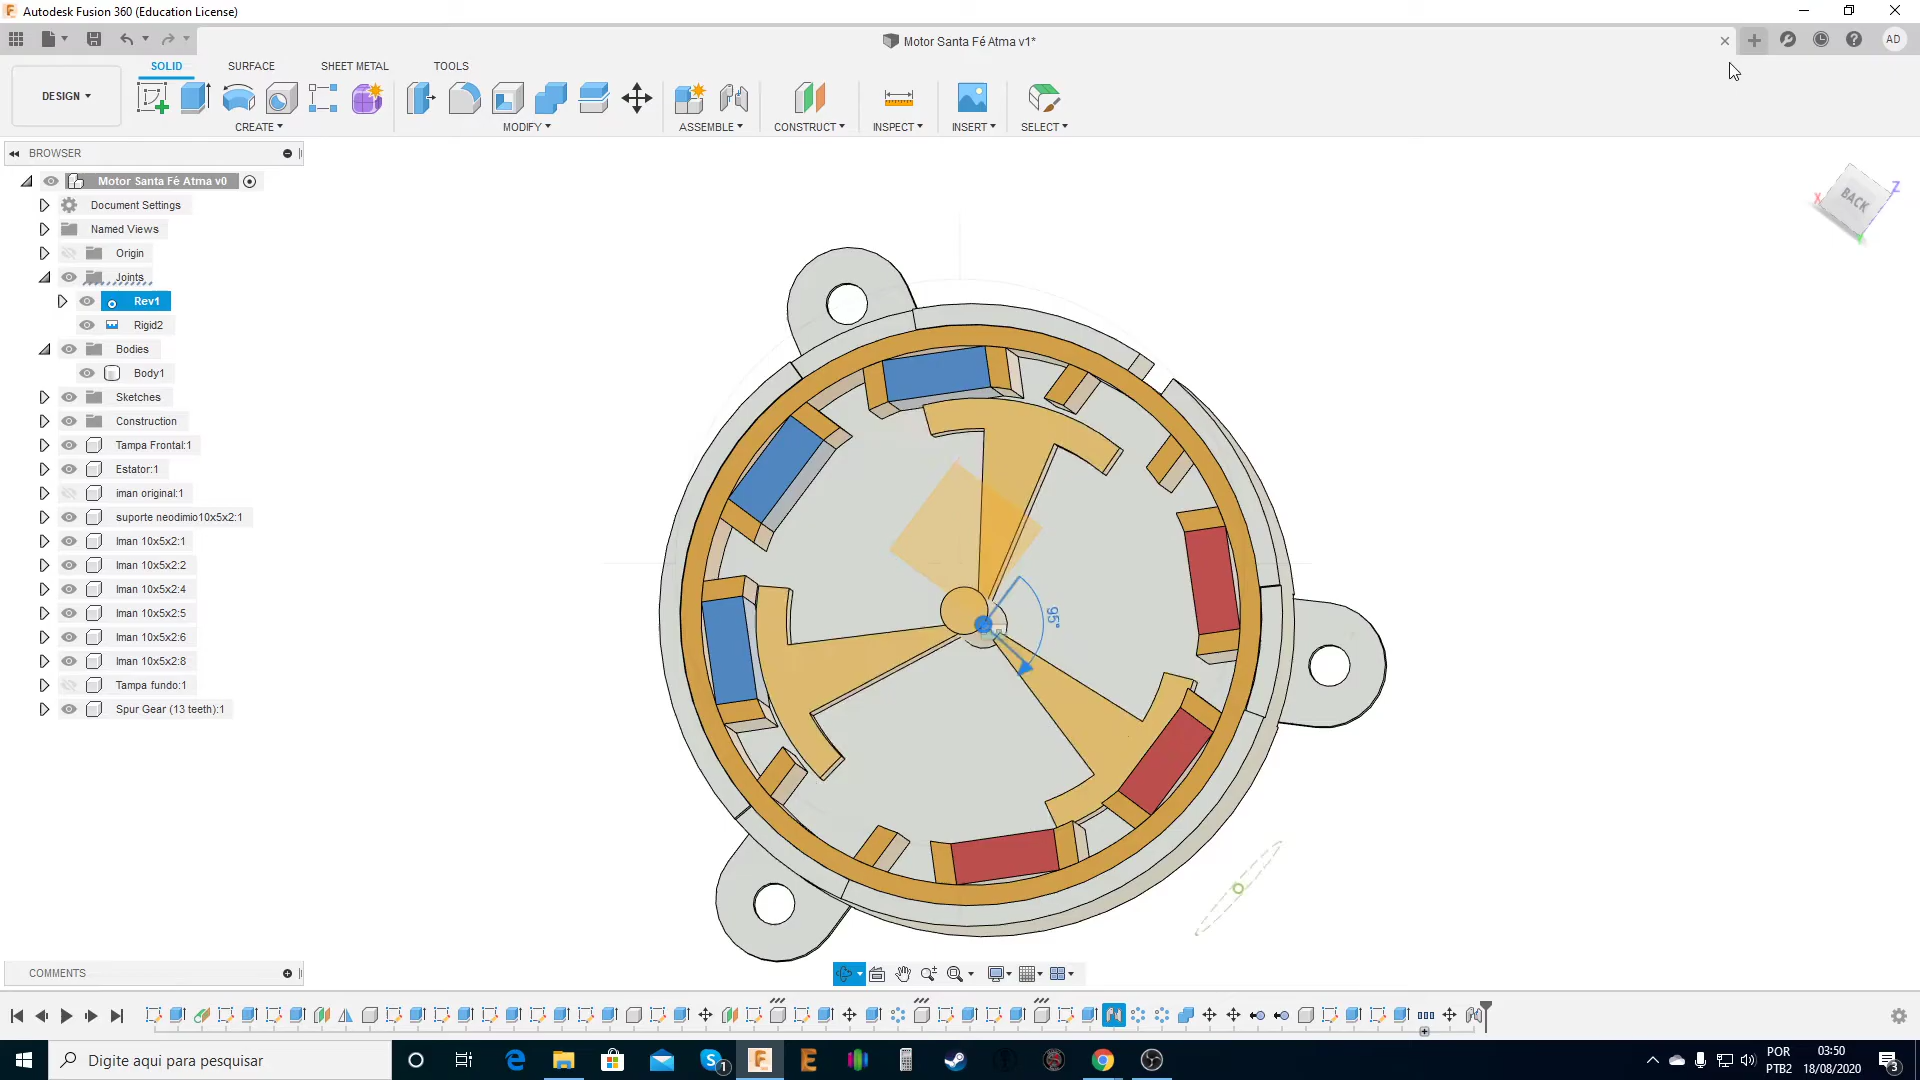 Autodesk Fusion 360 (Education License)
Motor Santa Fé Atma v1*
AD
SOLID
SURFACE
SHEET METAL
TOOLS
DESIGN
CREATE
MODIFY
ASSEMBLE
CONSTRUCT
INSPECT
INSERT
SELECT
BROWSER
Motor Santa Fé Atma v0
Document Settings
Named Views
Origin
Joints
Rev1
Rigid2
Bodies
Body1
Sketches
Construction
Tampa Frontal:1
Estator:1
iman original:1
suporte neodimio10x5x2:1
Iman 10x5x2:1
Iman 10x5x2:2
Iman 10x5x2:4
Iman 10x5x2:5
Iman 10x5x2:6
Iman 10x5x2:8
Tampa fundo:1
Spur Gear (13 teeth):1
95°
X
Z
BACK
COMMENTS
Digite aqui para pesquisar
1
POR
PTB2
03:50
18/08/2020
3